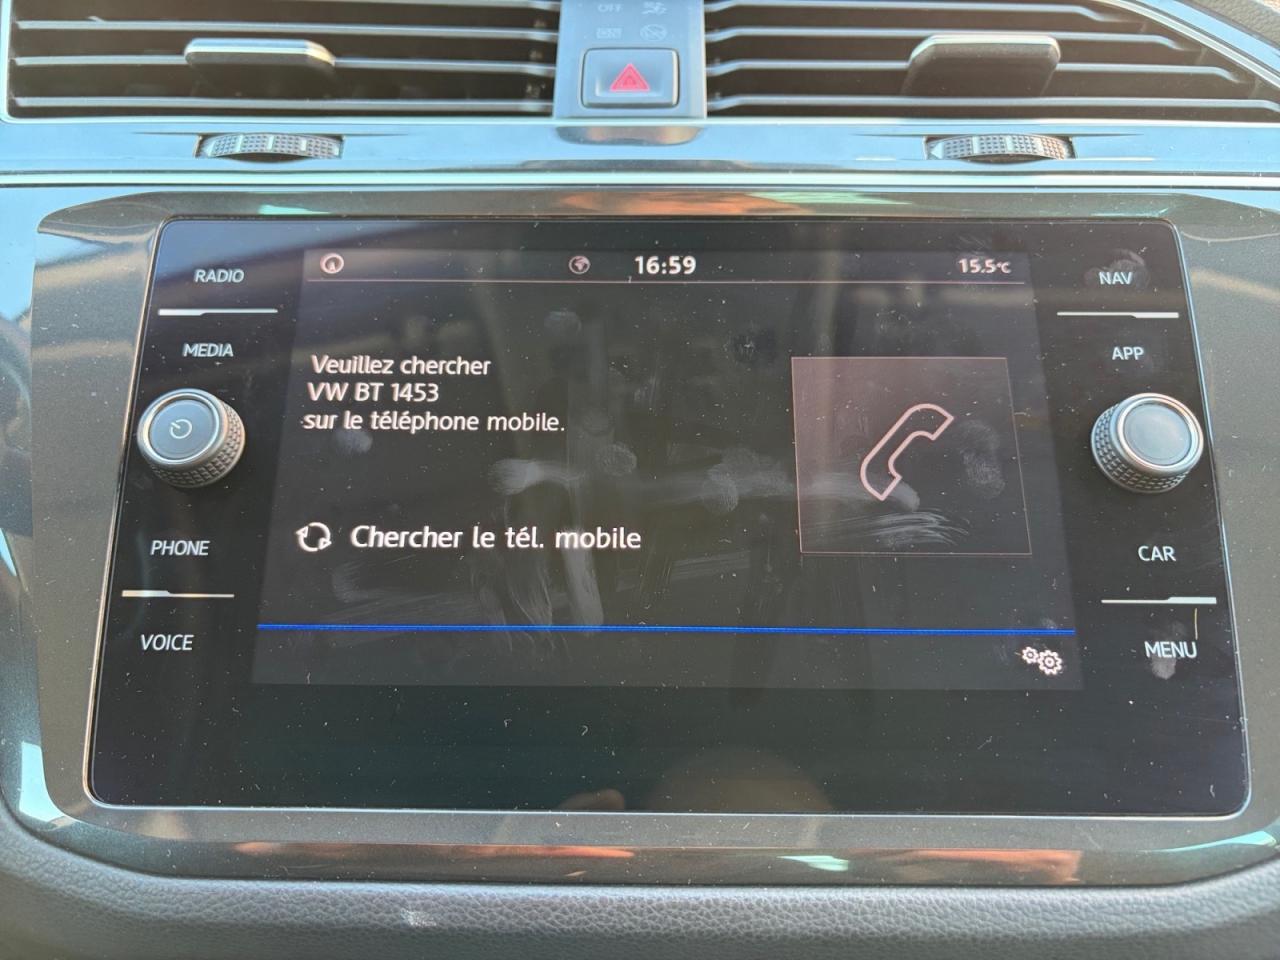 OFF
RADIO
MEDIA
PHONE
VOICE
16:59
15.5°C
Veuillez chercher
VW BT 1453
sur le téléphone mobile.
Chercher le tél. mobile
NAV
APP
CAR
MENU